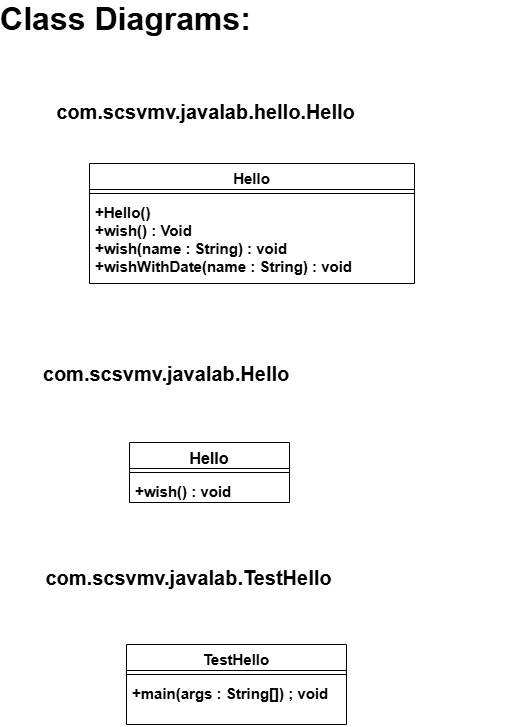 Class Diagrams:
com.scsvmv.javalab.hello.Hello
Hello
+Hello()
+wish() : Void
+wish(name : String) : void
+wishWithDate(name : String) : void
com.scsvmv.javalab.Hello
Hello
+wish() : void
com.scsvmv.javalab.TestHello
TestHello
+main(args : String[]) ; void